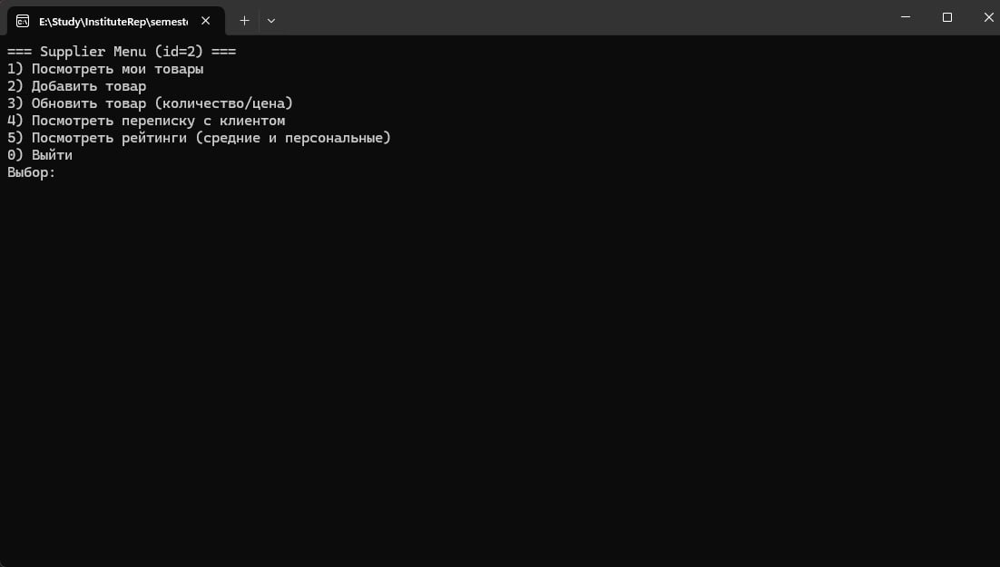 E:\Study\InstituteRep\semest
=== Supplier Menu (id=2) ===
1) Посмотреть мои товары
2) Добавить товар
3) Обновить товар (количество/цена)
4) Посмотреть переписку с клиентом
5) Посмотреть рейтинги (средние и персональные)
0) Выйти
Выбор: